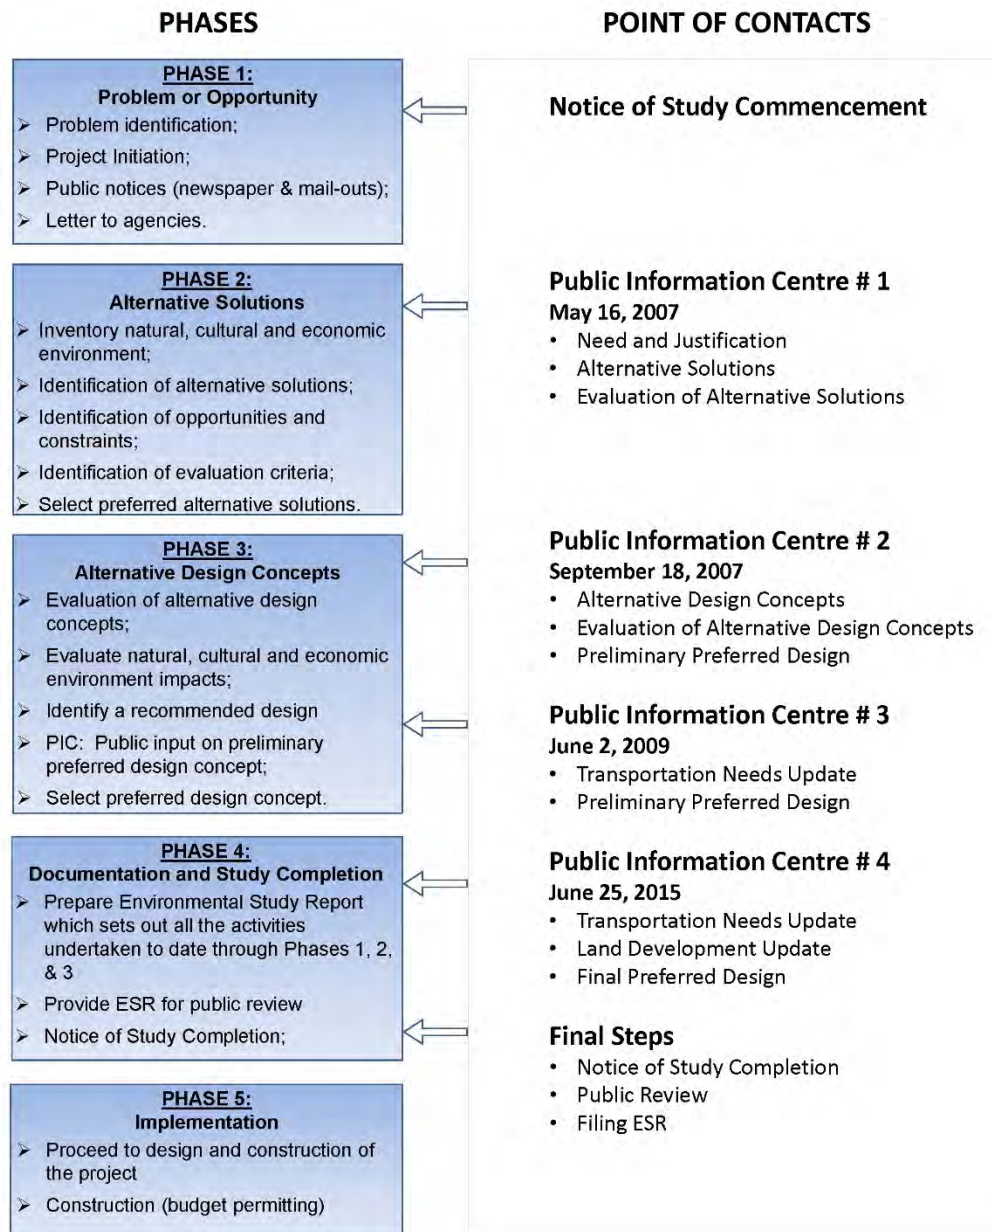 PHASES
PHASE 1:
Problem or Opportunity
➢ Problem identification;
➢ Project Initiation;
➢ Public notices (newspaper & mail-outs);
➢ Letter to agencies.
PHASE 2:
Alternative Solutions
➢ Inventory natural, cultural and economic
environment;
➢ Identification of alternative solutions;
➢ Identification of opportunities and
constraints;
➢ Identification of evaluation criteria;
➢ Select preferred alternative solutions.
PHASE 3:
Alternative Design Concepts
➢ Evaluation of alternative design
concepts;
➢ Evaluate natural, cultural and economic
environment impacts;
➢ Identify a recommended design
➢ PIC: Public input on preliminary
preferred design concept;
➢ Select preferred design concept.
PHASE 4:
Documentation and Study Completion
➢ Prepare Environmental Study Report
which sets out all the activities
undertaken to date through Phases 1, 2,
& 3
➢ Provide ESR for public review
➢ Notice of Study Completion;
PHASE 5:
Implementation
➢ Proceed to design and construction of
the project
➢ Construction (budget permitting)
POINT OF CONTACTS
Notice of Study Commencement
Public Information Centre # 1
May 16, 2007
• Need and Justification
• Alternative Solutions
• Evaluation of Alternative Solutions
Public Information Centre # 2
September 18, 2007
• Alternative Design Concepts
• Evaluation of Alternative Design Concepts
• Preliminary Preferred Design
Public Information Centre # 3
June 2, 2009
• Transportation Needs Update
• Preliminary Preferred Design
Public Information Centre # 4
June 25, 2015
• Transportation Needs Update
• Land Development Update
• Final Preferred Design
Final Steps
• Notice of Study Completion
• Public Review
• Filing ESR